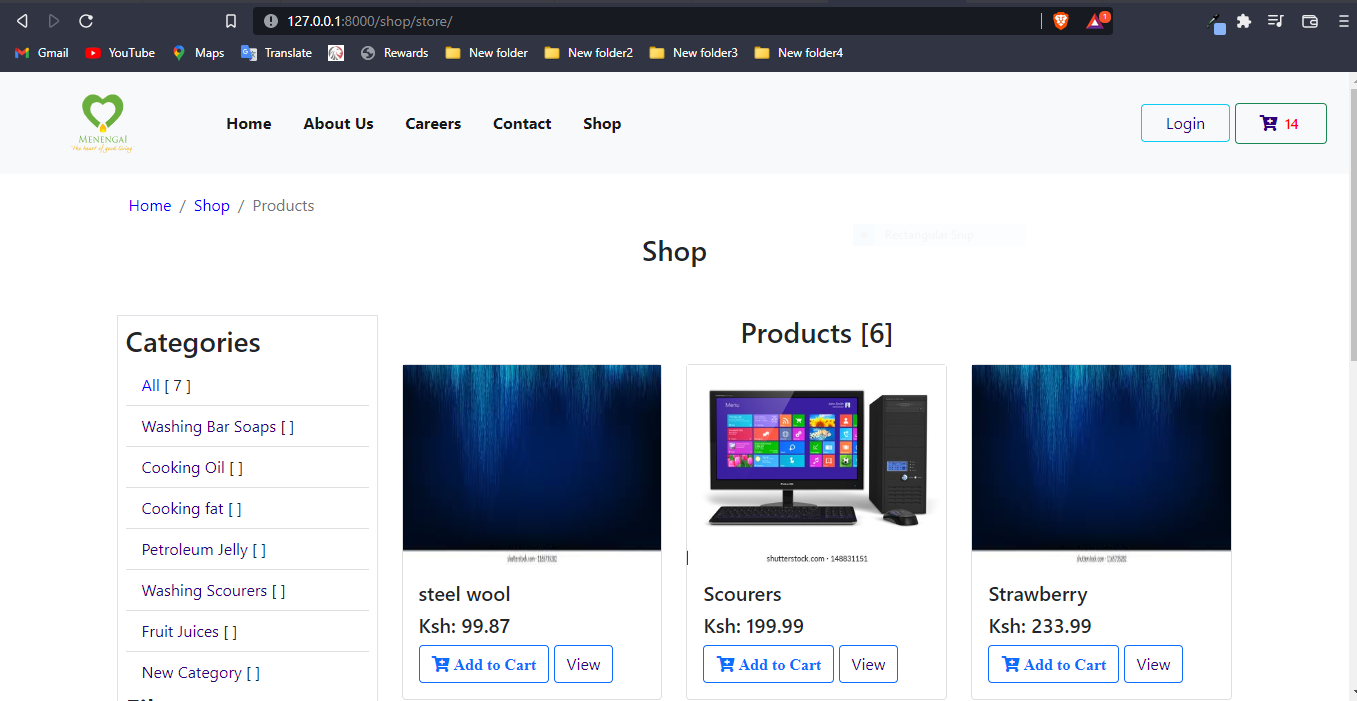 127.0.0.1:8000/shop/store/
1
Gmail YouTube Maps Translate Rewards New folder New folder2 New folder3 New folder4
MENENGAI
The heart of good living
Home About Us Careers Contact Shop
Login 14
Home / Shop / Products
Rectangular Snip
Shop
Categories
All [ 7 ]
Washing Bar Soaps [ ]
Cooking Oil [ ]
Cooking fat [ ]
Petroleum Jelly [ ]
Washing Scourers [ ]
Fruit Juices [ ]
New Category [ ]
Products [6]
Menu
shutterstock.com · 148831151
steel wool Scourers Strawberry
Ksh: 99.87 Ksh: 199.99 Ksh: 233.99
Add to Cart View Add to Cart View Add to Cart View